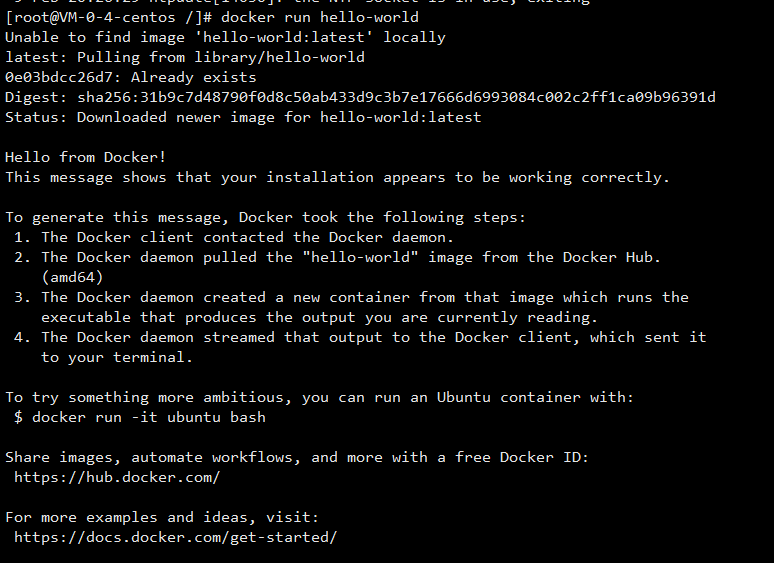 [root@VM-0-4-centos /]# docker run hello-world
Unable to find image 'hello-world:latest' locally
latest: Pulling from library/hello-world
0e03bdcc26d7: Already exists
Digest: sha256:31b9c7d48790f0d8c50ab433d9c3b7e17666d6993084c002c2ff1ca09b96391d
Status: Downloaded newer image for hello-world:latest

Hello from Docker!
This message shows that your installation appears to be working correctly.

To generate this message, Docker took the following steps:
 1. The Docker client contacted the Docker daemon.
 2. The Docker daemon pulled the "hello-world" image from the Docker Hub.
    (amd64)
 3. The Docker daemon created a new container from that image which runs the
    executable that produces the output you are currently reading.
 4. The Docker daemon streamed that output to the Docker client, which sent it
    to your terminal.

To try something more ambitious, you can run an Ubuntu container with:
 $ docker run -it ubuntu bash

Share images, automate workflows, and more with a free Docker ID:
 https://hub.docker.com/

For more examples and ideas, visit:
 https://docs.docker.com/get-started/